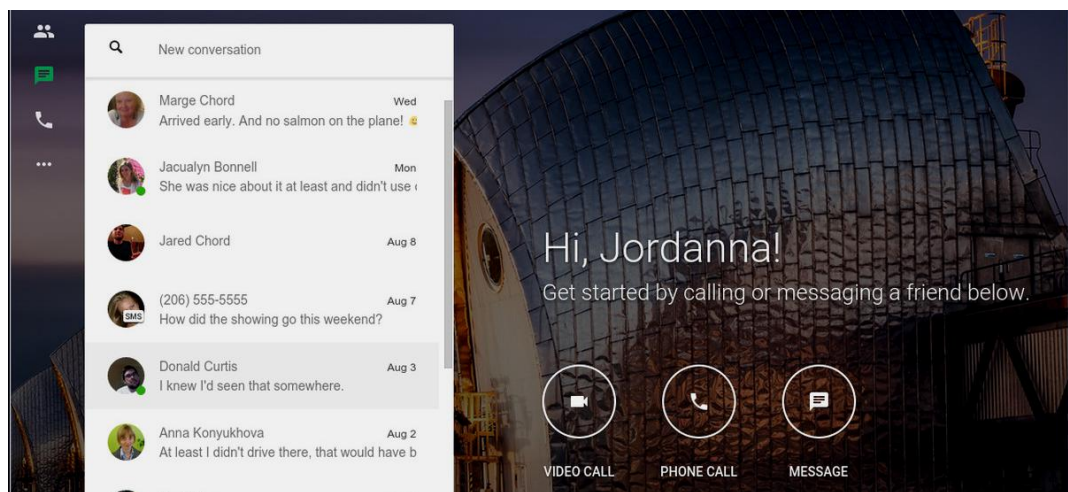 New conversation
Marge Chord Wed
Arrived early. And no salmon on the plane!
Jacualyn Bonnell Mon
She was nice about it at least and didn't use
Jared Chord Aug 8
(206) 555-5555 Aug 7
SMS
How did the showing go this weekend?
Donald Curtis Aug 3
I knew I'd seen that somewhere.
Anna Konyukhova Aug 2
At least I didn't drive there, that would have b
Hi, Jordanna!
Get started by calling or messaging a friend below.
VIDEO CALL PHONE CALL MESSAGE